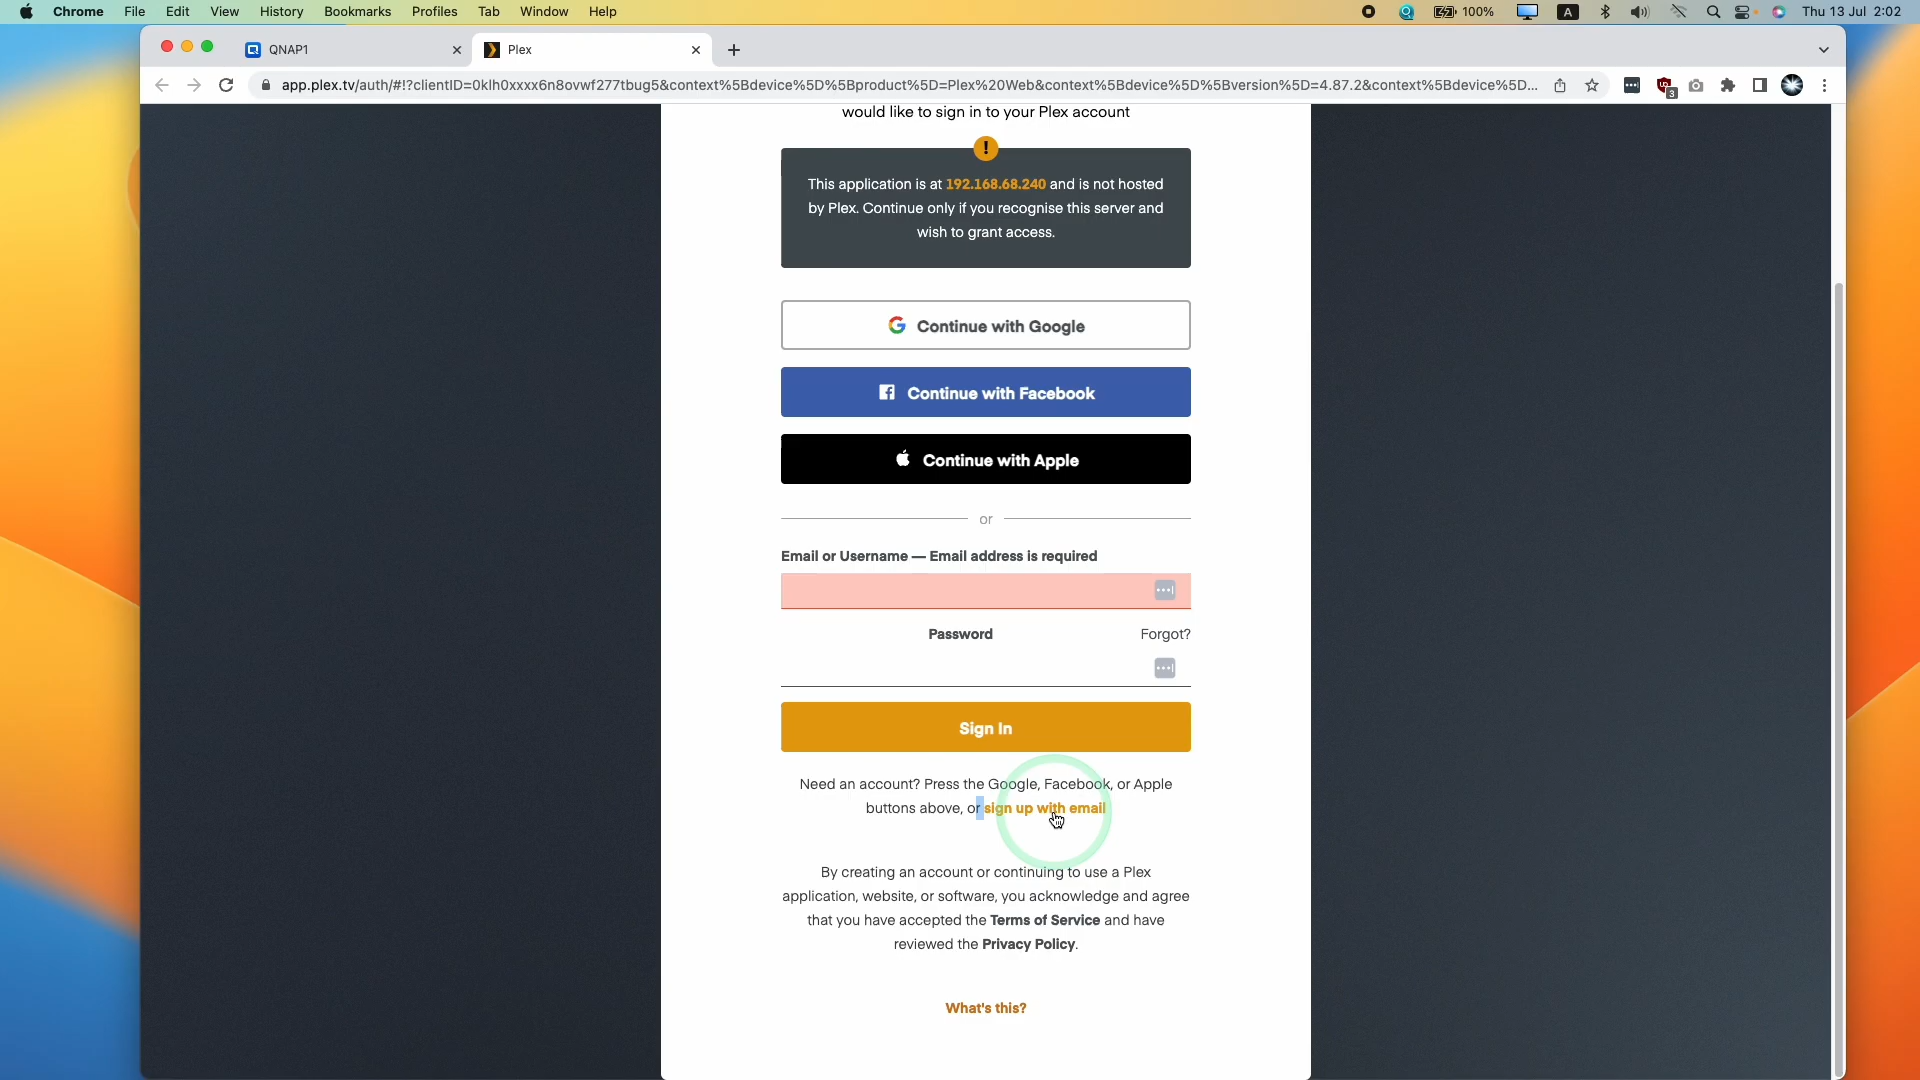 Chrome File Edit View History Bookmarks Profiles Tab Window Help 100% A Thu 13 Jul 2:02
QNAP1 Plex
app.plex.tv/auth/#!?clientID=0klh0xxxx6n8ovwf277tbug5&context%5Bdevice%5D%5Bproduct%5D=Plex%20Web&context%5Bdevice%5D%5Bversion%5D=4.87.2&context%5Bdevice%5D... 3
would like to sign in to your Plex account
!
This application is at 192.168.68.240 and is not hosted
by Plex. Continue only if you recognise this server and
wish to grant access.
Continue with Google
Continue with Facebook
Continue with Apple
or
Email or Username — Email address is required
Password Forgot?
Sign In
Need an account? Press the Google, Facebook, or Apple
buttons above, or sign up with email
By creating an account or continuing to use a Plex
application, website, or software, you acknowledge and agree
that you have accepted the Terms of Service and have
reviewed the Privacy Policy.
What's this?